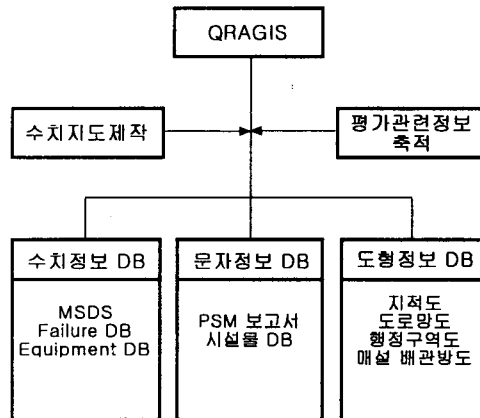 QRAGIS
수치지도제작
평가관련정보
축적
수치정보 DB
문자정보 DB
도형정보 DB
MSDS
Failure DB
Equipment DB
PSM 보고서
시설물 DB
지적도
도로망도
행정구역도
매설 배관방도